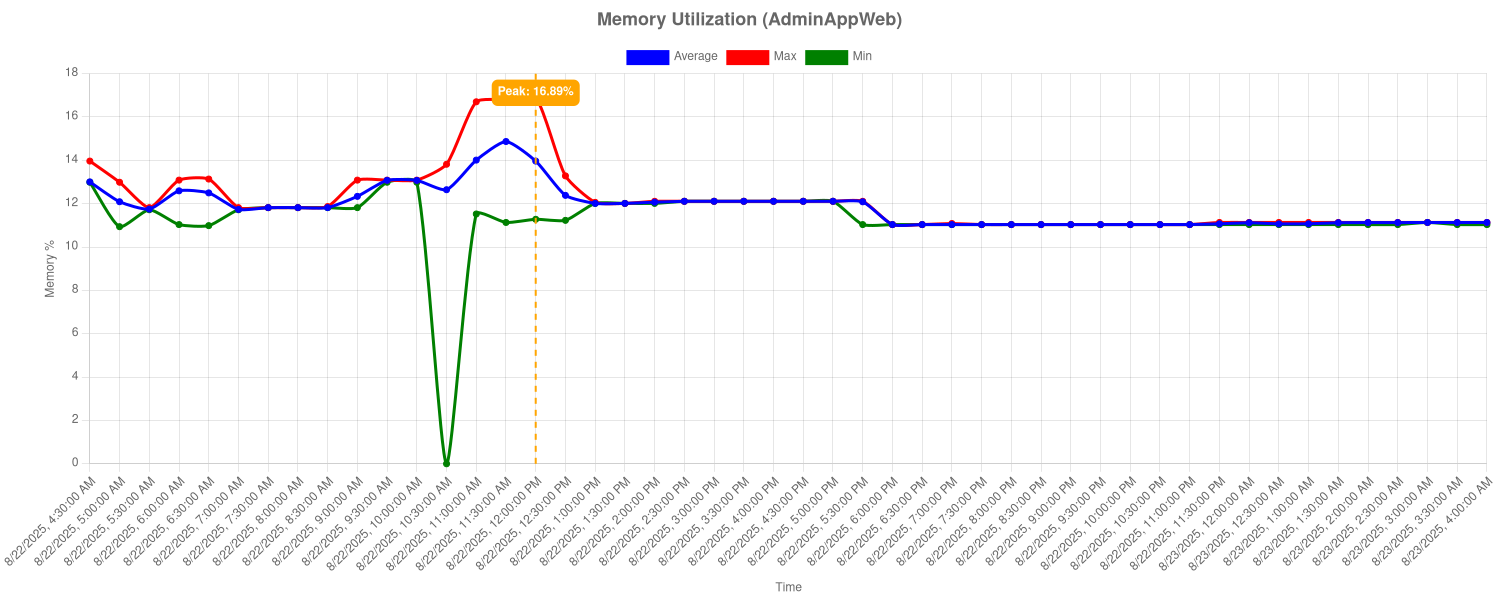 Memory Utilization (AdminAppWeb)
Average Max Min
Peak: 16.89%
18
16
14
12
10
8
6
4
2
0
Memory %
8/22/2025, 4:30:00 AM
8/22/2025, 5:00:00 AM
8/22/2025, 5:30:00 AM
8/22/2025, 6:00:00 AM
8/22/2025, 6:30:00 AM
8/22/2025, 7:00:00 AM
8/22/2025, 7:30:00 AM
8/22/2025, 8:00:00 AM
8/22/2025, 8:30:00 AM
8/22/2025, 9:00:00 AM
8/22/2025, 9:30:00 AM
8/22/2025, 10:00:00 AM
8/22/2025, 10:30:00 AM
8/22/2025, 11:00:00 AM
8/22/2025, 11:30:00 AM
8/22/2025, 12:00:00 PM
8/22/2025, 12:30:00 PM
8/22/2025, 1:00:00 PM
8/22/2025, 1:30:00 PM
8/22/2025, 2:00:00 PM
8/22/2025, 2:30:00 PM
8/22/2025, 3:00:00 PM
8/22/2025, 3:30:00 PM
8/22/2025, 4:00:00 PM
8/22/2025, 4:30:00 PM
8/22/2025, 5:00:00 PM
8/22/2025, 5:30:00 PM
8/22/2025, 6:00:00 PM
8/22/2025, 6:30:00 PM
8/22/2025, 7:00:00 PM
8/22/2025, 7:30:00 PM
8/22/2025, 8:00:00 PM
8/22/2025, 8:30:00 PM
8/22/2025, 9:00:00 PM
8/22/2025, 9:30:00 PM
8/22/2025, 10:00:00 PM
8/22/2025, 10:30:00 PM
8/22/2025, 11:00:00 PM
8/22/2025, 11:30:00 PM
8/23/2025, 12:00:00 AM
8/23/2025, 12:30:00 AM
8/23/2025, 1:00:00 AM
8/23/2025, 1:30:00 AM
8/23/2025, 2:00:00 AM
8/23/2025, 2:30:00 AM
8/23/2025, 3:00:00 AM
8/23/2025, 3:30:00 AM
8/23/2025, 4:00:00 AM
Time